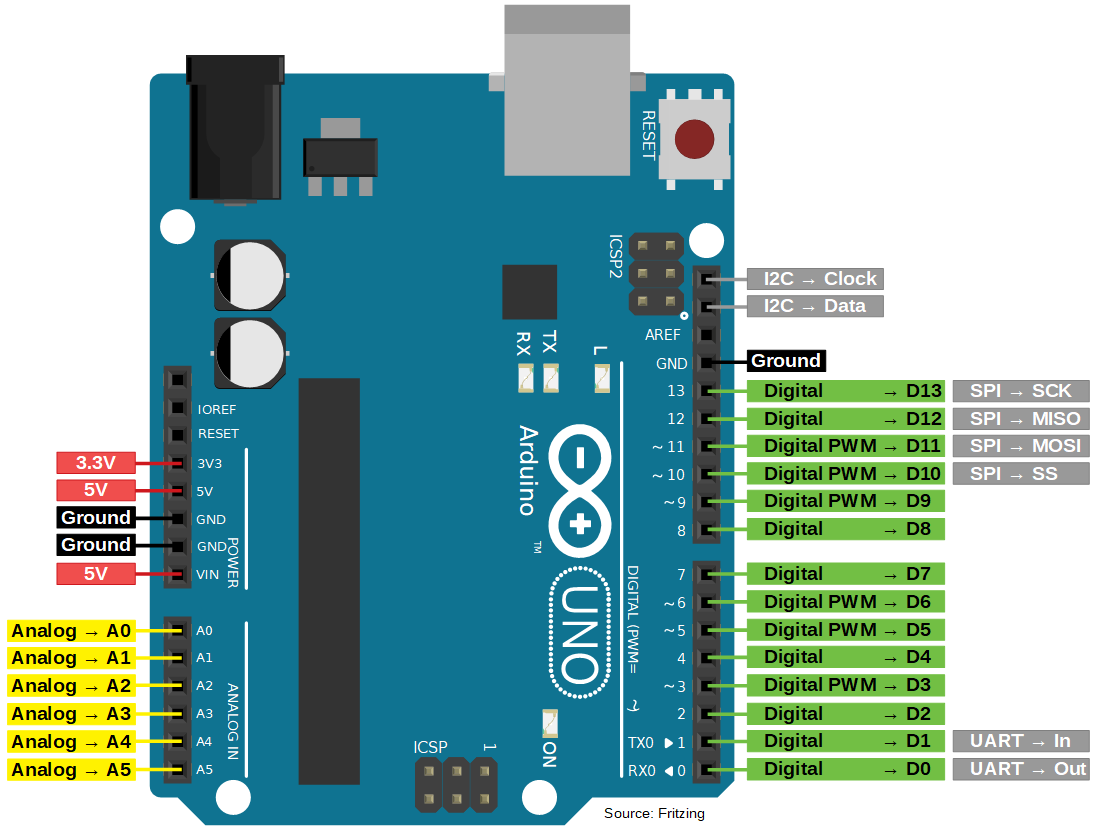 RESET
ICSP2
I2C → Clock
I2C → Data
AREF
GND
Ground
RX
TX
L
13
Digital → D13
SPI → SCK
12
Digital → D12
SPI → MISO
~ 11
Digital PWM → D11
SPI → MOSI
~ 10
Digital PWM → D10
SPI → SS
~ 9
Digital PWM → D9
8
Digital → D8
7
Digital → D7
~ 6
Digital PWM → D6
~ 5
Digital PWM → D5
4
Digital → D4
~ 3
Digital PWM → D3
2
Digital → D2
TX0 ▶ 1
Digital → D1
UART → In
RX0 ◀ 0
Digital → D0
UART → Out
DIGITAL (PWM= ~
Arduino
TM
UNO
ON
IOREF
RESET
3.3V
3V3
5V
5V
Ground
GND
Ground
GND
5V
VIN
POWER
Analog → A0
A0
Analog → A1
A1
Analog → A2
A2
Analog → A3
A3
Analog → A4
A4
Analog → A5
A5
ANALOG IN
ICSP
1
Source: Fritzing